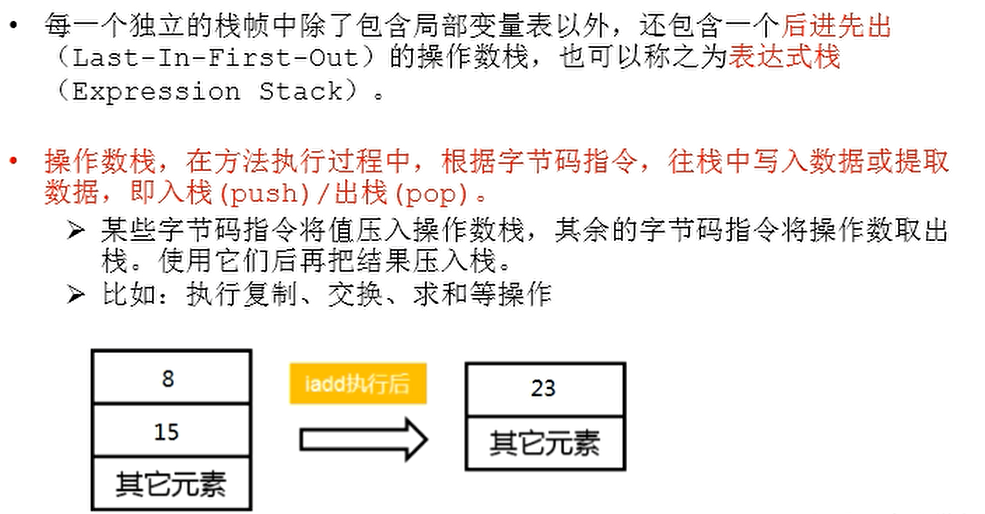 • 每一个独立的栈帧中除了包含局部变量表以外，还包含一个后进先出
（Last-In-First-Out）的操作数栈，也可以称之为表达式栈
（Expression Stack）。
• 操作数栈，在方法执行过程中，根据字节码指令，往栈中写入数据或提取
数据，即入栈(push)/出栈(pop)。
➢ 某些字节码指令将值压入操作数栈，其余的字节码指令将操作数取出
栈。使用它们后再把结果压入栈。
➢ 比如：执行复制、交换、求和等操作
8
15
其它元素
iadd执行后
23
其它元素